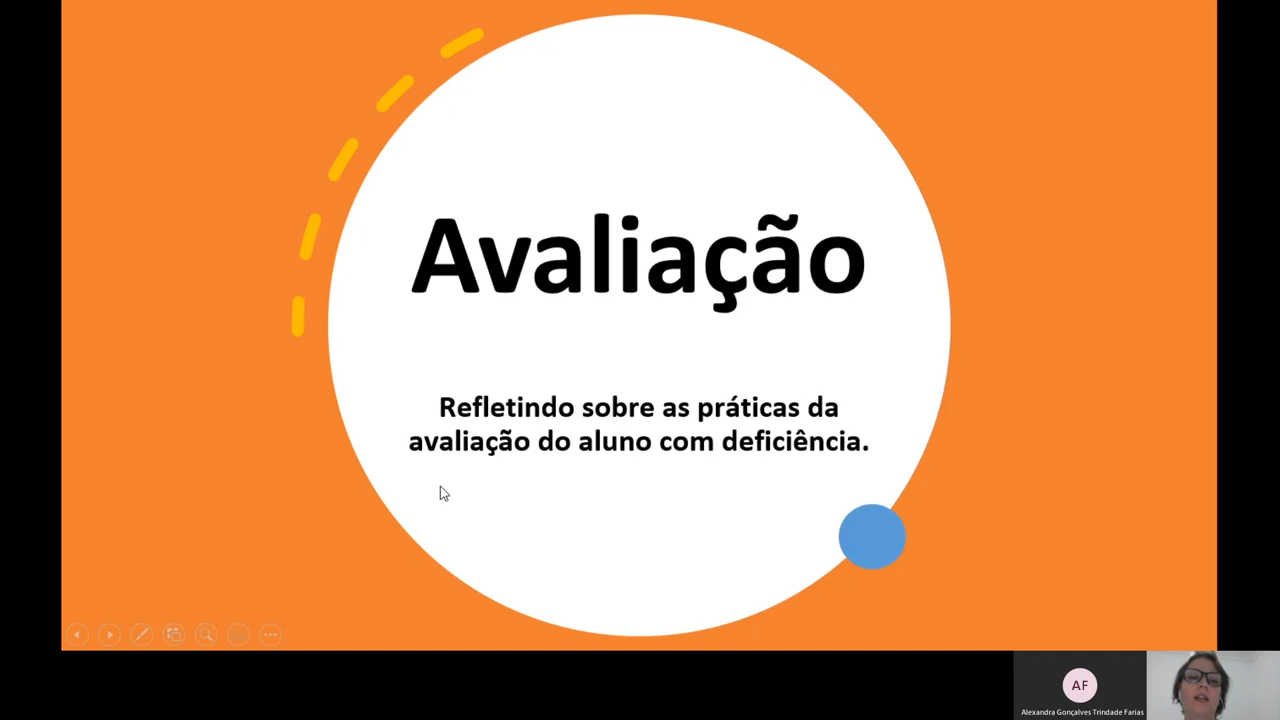 Avaliação
Refletindo sobre as práticas da
avaliação do aluno com deficiência.
AF
Alexandra Gonçalves Trindade Farias